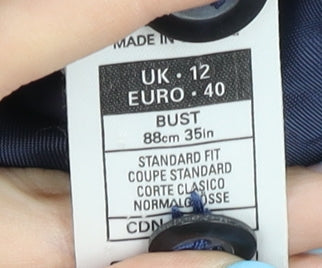 MADE IN
UK • 12
EURO • 40
BUST
88cm 35in
STANDARD FIT
COUPE STANDARD
CORTE CLASICO
CDN